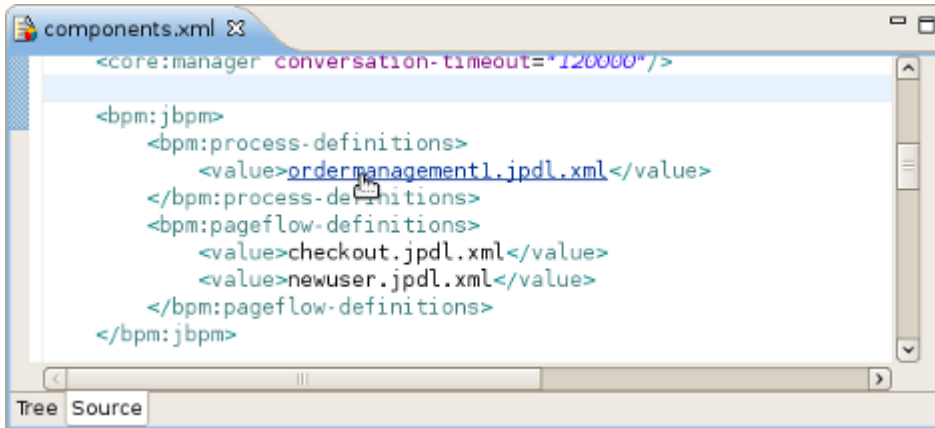 components.xml
<core:manager conversation-timeout="120000"/>
<bpm:jbpm>
<bpm:process-definitions>
<value>ordermanagement1.jpdl.xml</value>
</bpm:process-definitions>
<bpm:pageflow-definitions>
<value>checkout.jpdl.xml</value>
<value>newuser.jpdl.xml</value>
</bpm:pageflow-definitions>
</bpm:jbpm>
Tree Source